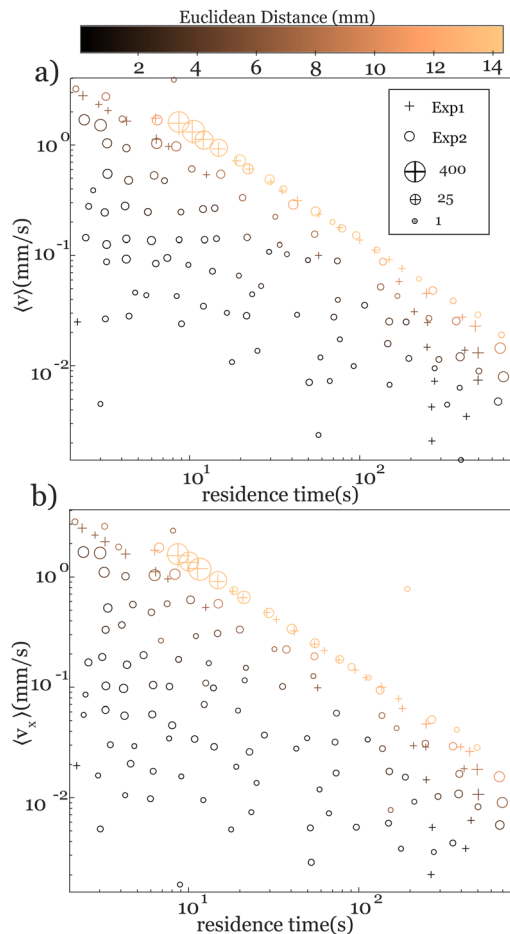 Euclidean Distance (mm)
2 4 6 8 10 12 14
a)
10⁰
10⁻¹
10⁻²
⟨v⟩(mm/s)
+ Exp1
○ Exp2
400
25
1
10¹ 10²
residence time(s)
b)
10⁰
10⁻¹
10⁻²
⟨vₓ⟩(mm/s)
10¹ 10²
residence time(s)